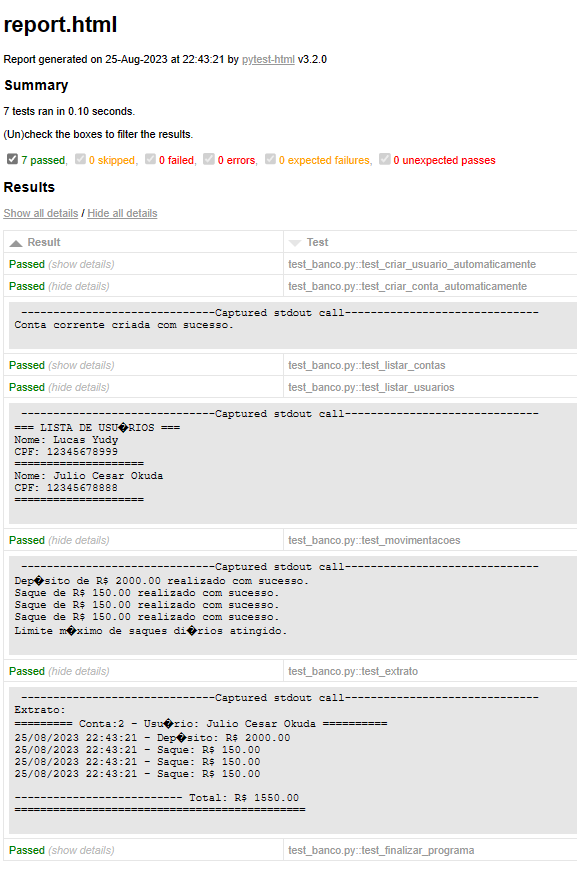 report.html
Report generated on 25-Aug-2023 at 22:43:21 by pytest-html v3.2.0
Summary
7 tests ran in 0.10 seconds.
(Un)check the boxes to filter the results.
7 passed, 0 skipped, 0 failed, 0 errors, 0 expected failures, 0 unexpected passes
Results
Show all details / Hide all details
Result Test
Passed (show details) test_banco.py::test_criar_usuario_automaticamente
Passed (hide details) test_banco.py::test_criar_conta_automaticamente
------------------------------Captured stdout call------------------------------
Conta corrente criada com sucesso.
Passed (show details) test_banco.py::test_listar_contas
Passed (hide details) test_banco.py::test_listar_usuarios
------------------------------Captured stdout call------------------------------
=== LISTA DE USU�RIOS ===
Nome: Lucas Yudy
CPF: 12345678999
====================
Nome: Julio Cesar Okuda
CPF: 12345678888
====================
Passed (hide details) test_banco.py::test_movimentacoes
------------------------------Captured stdout call------------------------------
Dep�sito de R$ 2000.00 realizado com sucesso.
Saque de R$ 150.00 realizado com sucesso.
Saque de R$ 150.00 realizado com sucesso.
Saque de R$ 150.00 realizado com sucesso.
Limite m�ximo de saques di�rios atingido.
Passed (hide details) test_banco.py::test_extrato
------------------------------Captured stdout call------------------------------
Extrato:
========= Conta:2 - Usu�rio: Julio Cesar Okuda ==========
25/08/2023 22:43:21 - Dep�sito: R$ 2000.00
25/08/2023 22:43:21 - Saque: R$ 150.00
25/08/2023 22:43:21 - Saque: R$ 150.00
25/08/2023 22:43:21 - Saque: R$ 150.00
-------------------------- Total: R$ 1550.00
=============================================
Passed (show details) test_banco.py::test_finalizar_programa